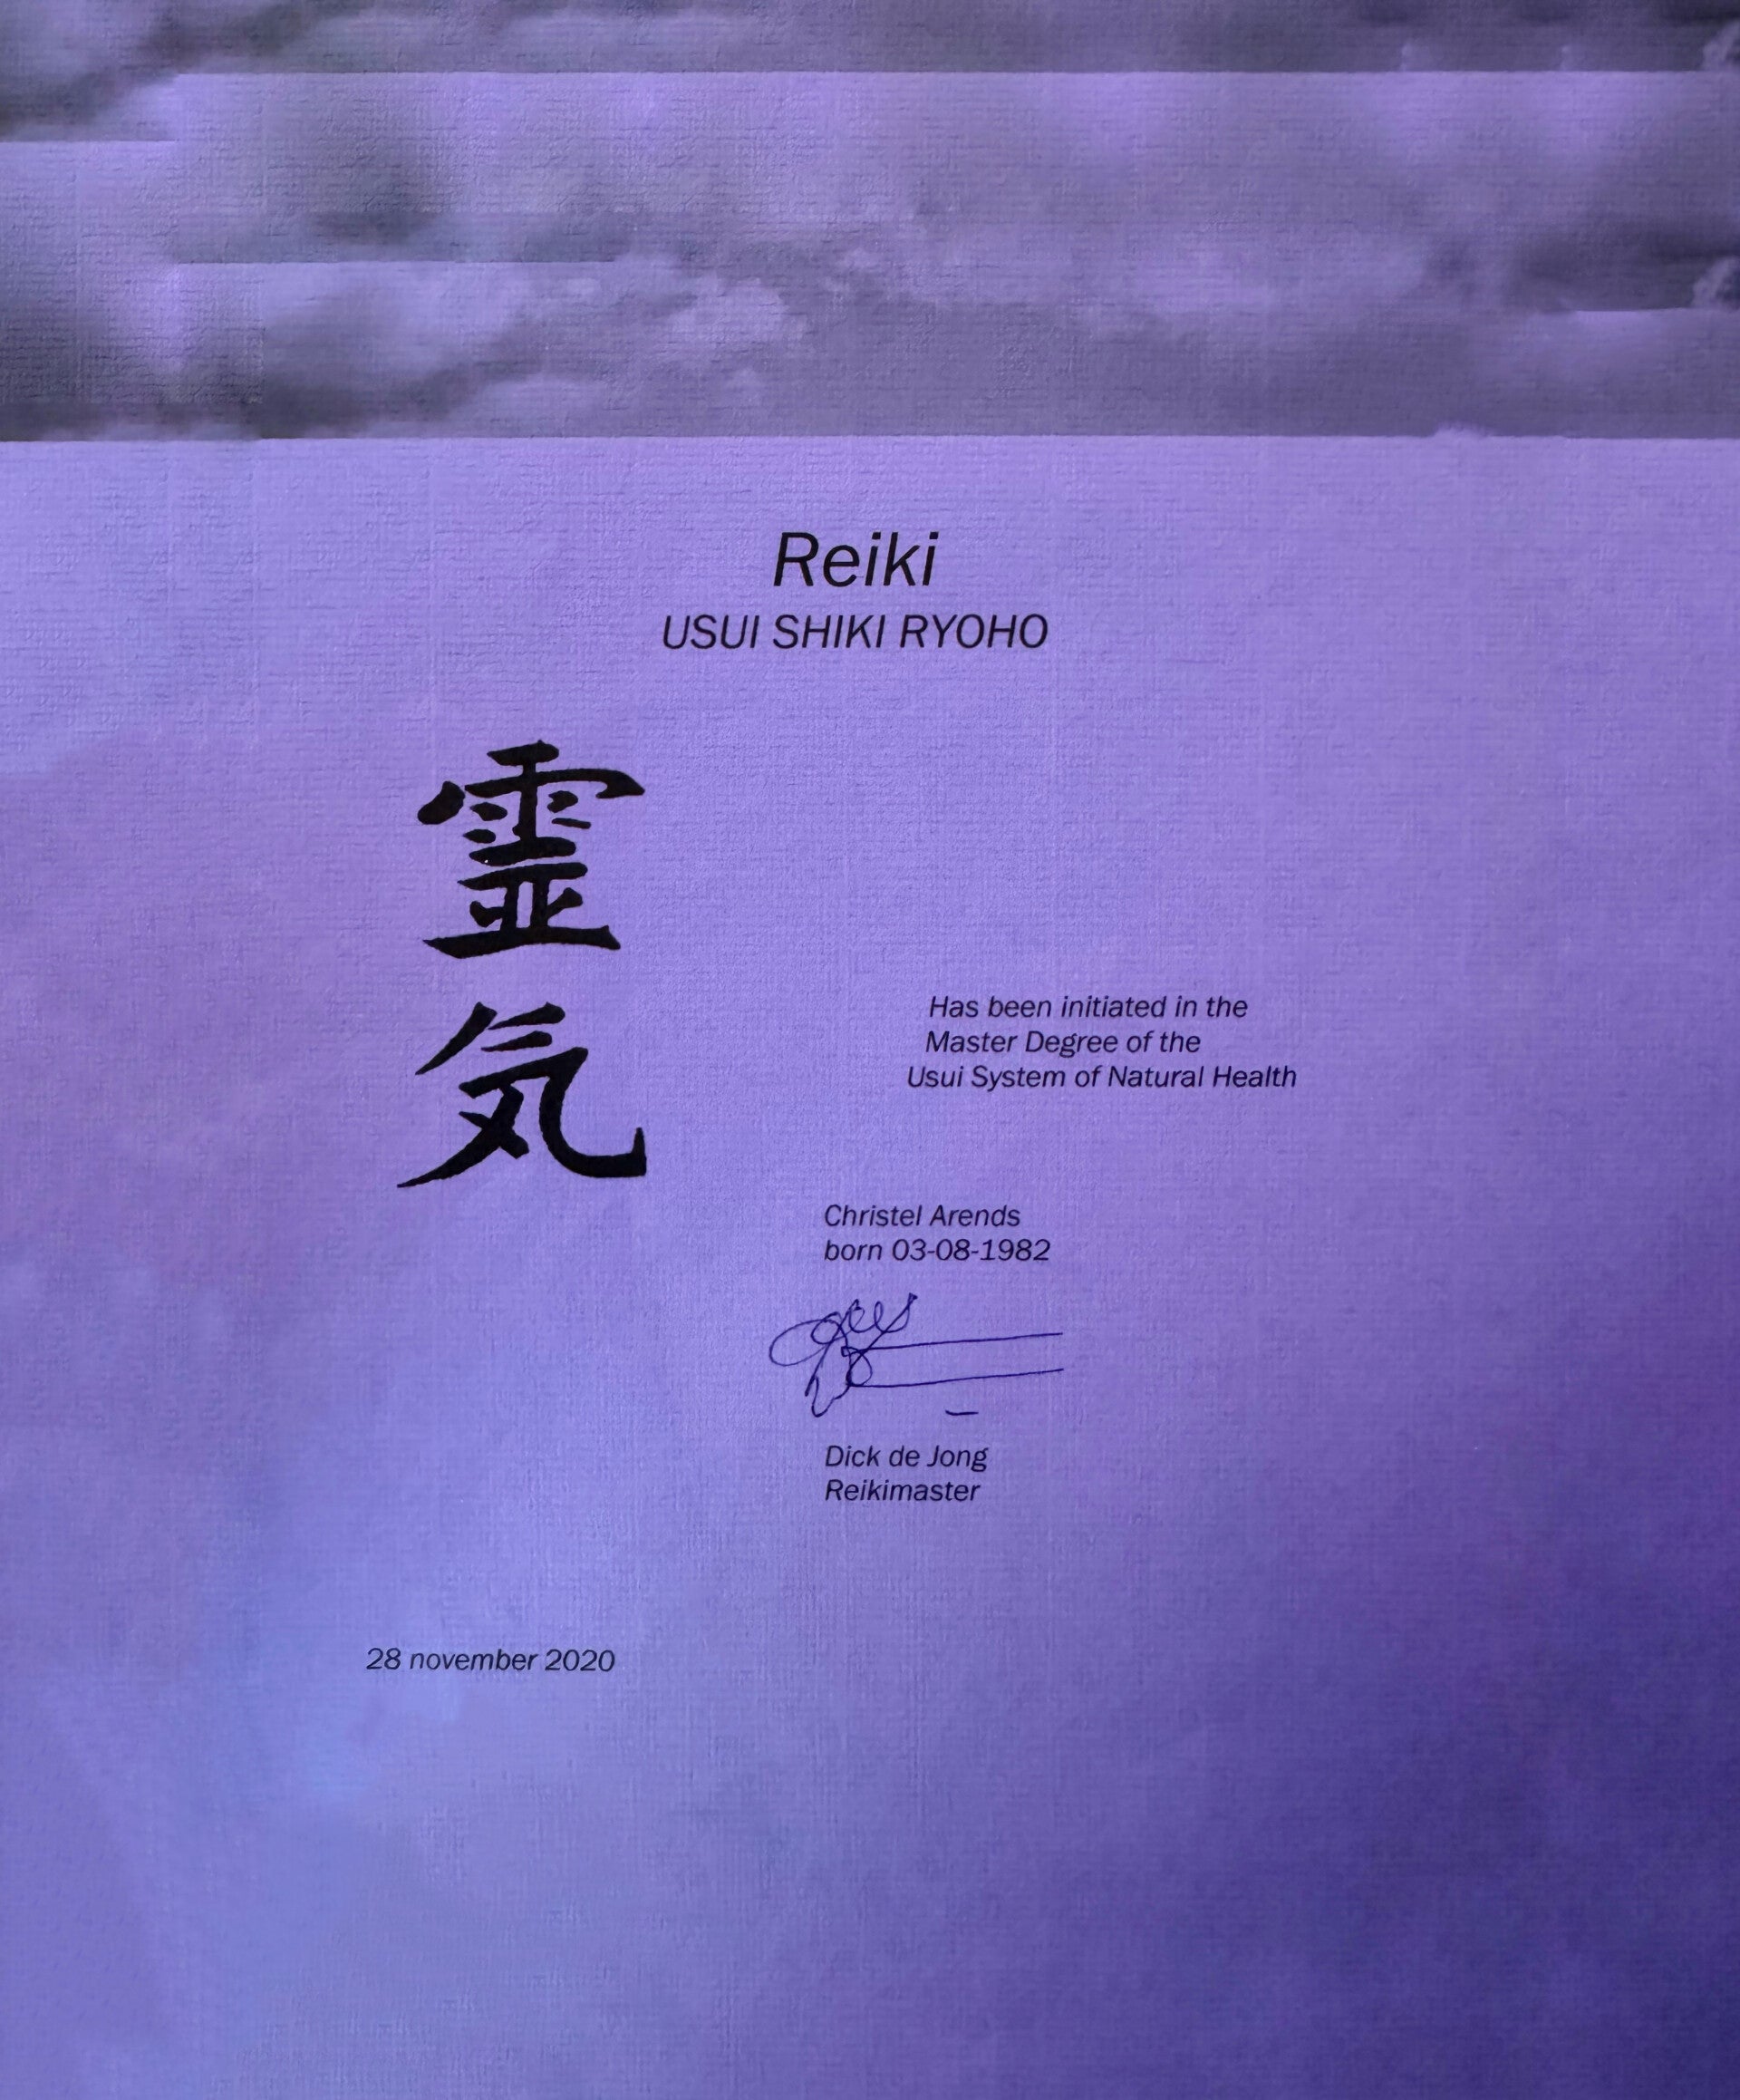 Reiki
USUI SHIKI RYOHO
霊
気
Has been initiated in the
Master Degree of the
Usui System of Natural Health
Christel Arends
born 03-08-1982
Dick de Jong
Reikimaster
28 november 2020